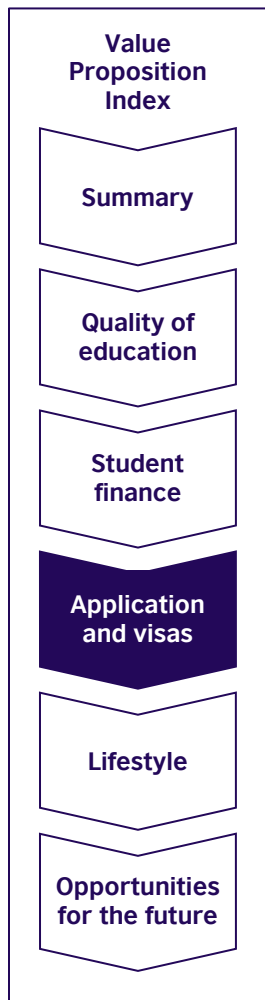 Value
Proposition
Index
Summary
Quality of
education
Student
finance
Application
and visas
Lifestyle
Opportunities
for the future